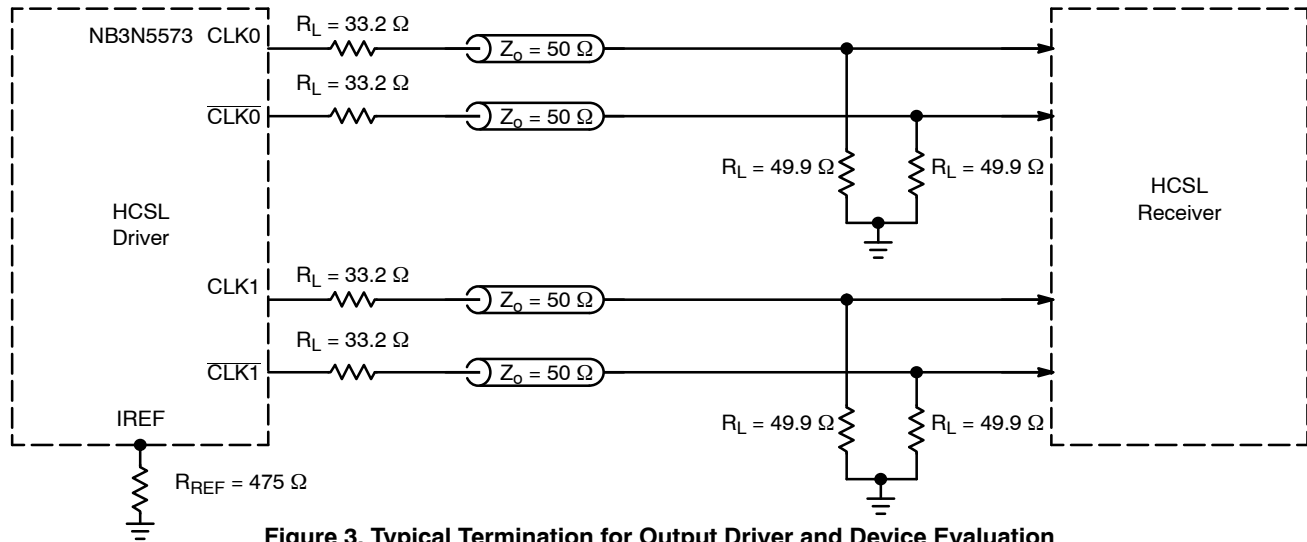 NB3N5573 CLK0
R_L = 33.2 Ω
Z_o = 50 Ω
R_L = 33.2 Ω
C̅L̅K̅0̅
Z_o = 50 Ω
R_L = 49.9 Ω
R_L = 49.9 Ω
HCSL
Driver
HCSL
Receiver
CLK1
R_L = 33.2 Ω
Z_o = 50 Ω
R_L = 33.2 Ω
C̅L̅K̅1̅
Z_o = 50 Ω
IREF
R_L = 49.9 Ω
R_L = 49.9 Ω
R_REF = 475 Ω
Figure 3. Typical Termination for Output Driver and Device Evaluation